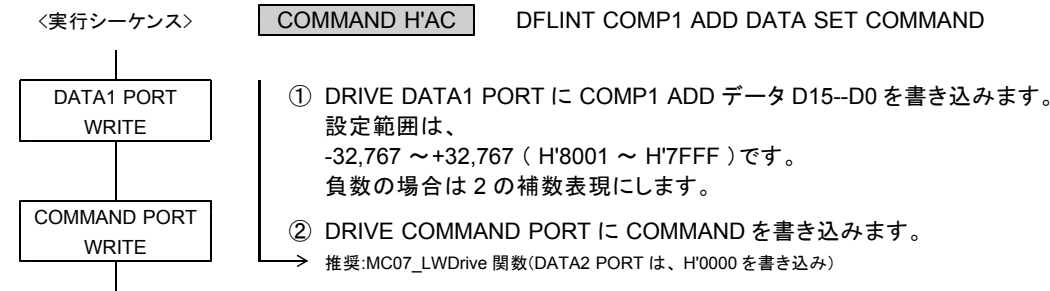 <実行シーケンス>
COMMAND H'AC
DFLINT COMP1 ADD DATA SET COMMAND
DATA1 PORT
WRITE
① DRIVE DATA1 PORT に COMP1 ADD データ D15--D0 を書き込みます。
設定範囲は、
-32,767 ～+32,767 ( H'8001 ～ H'7FFF )です。
負数の場合は 2 の補数表現にします。
COMMAND PORT
WRITE
② DRIVE COMMAND PORT に COMMAND を書き込みます。
推奨:MC07_LWDrive 関数(DATA2 PORT は、H'0000 を書き込み)